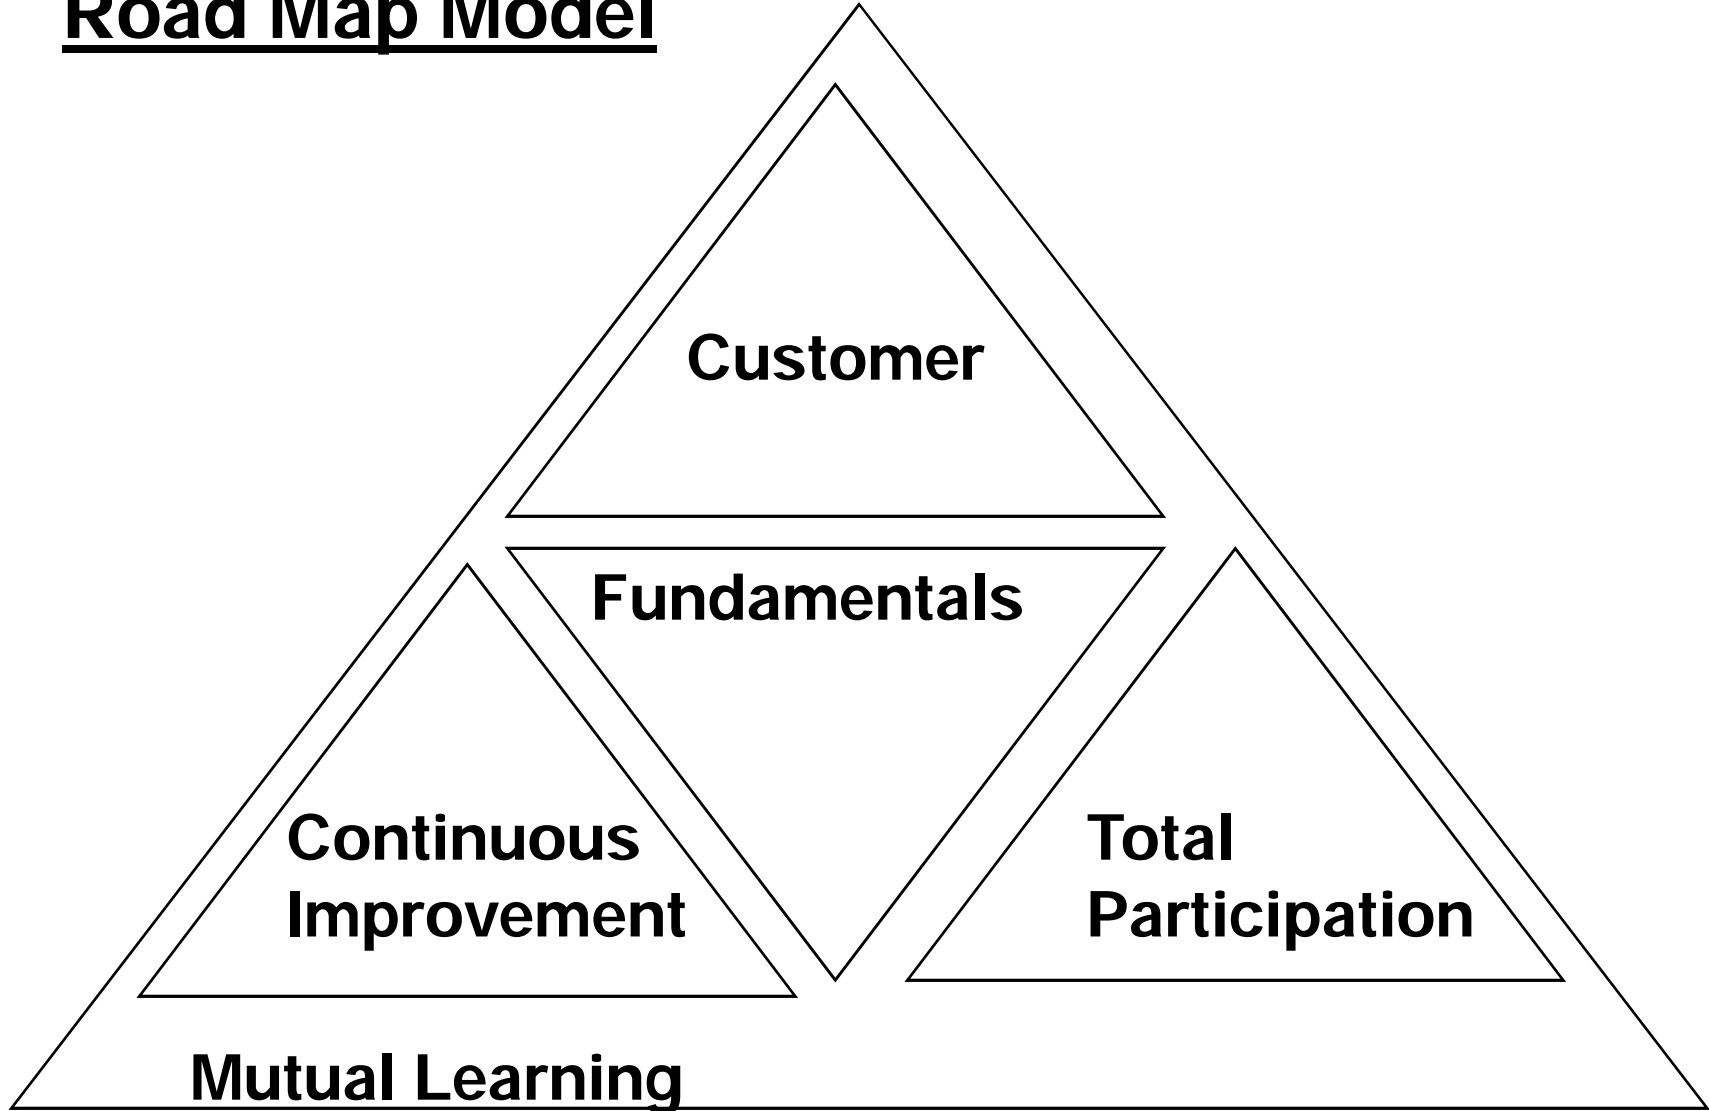 Road Map Model
Customer
Fundamentals
Continuous
Improvement
Total
Participation
Mutual Learning